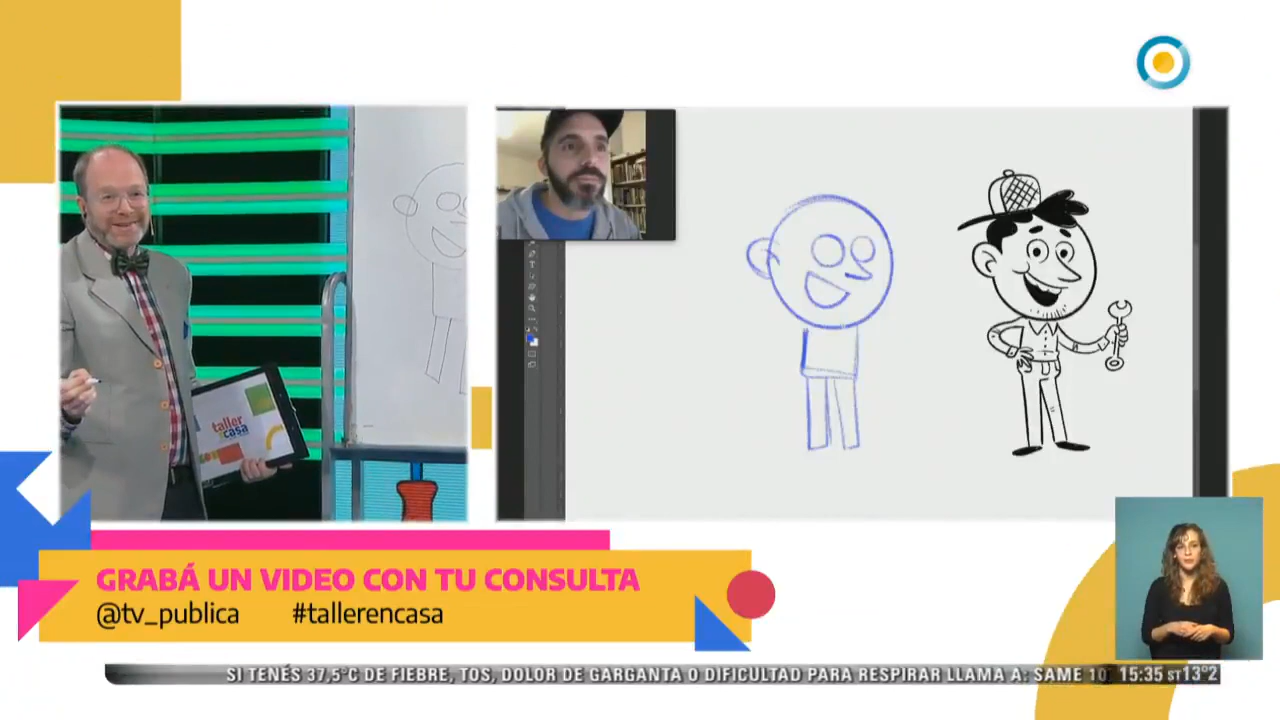 taller
casa
GRABÁ UN VIDEO CON TU CONSULTA
@tv_publica #tallerencasa
SI TENÉS 37,5°C DE FIEBRE, TOS, DOLOR DE GARGANTA O DIFICULTAD PARA RESPIRAR LLAMA A: SAME 10 15:35 ST 13°2